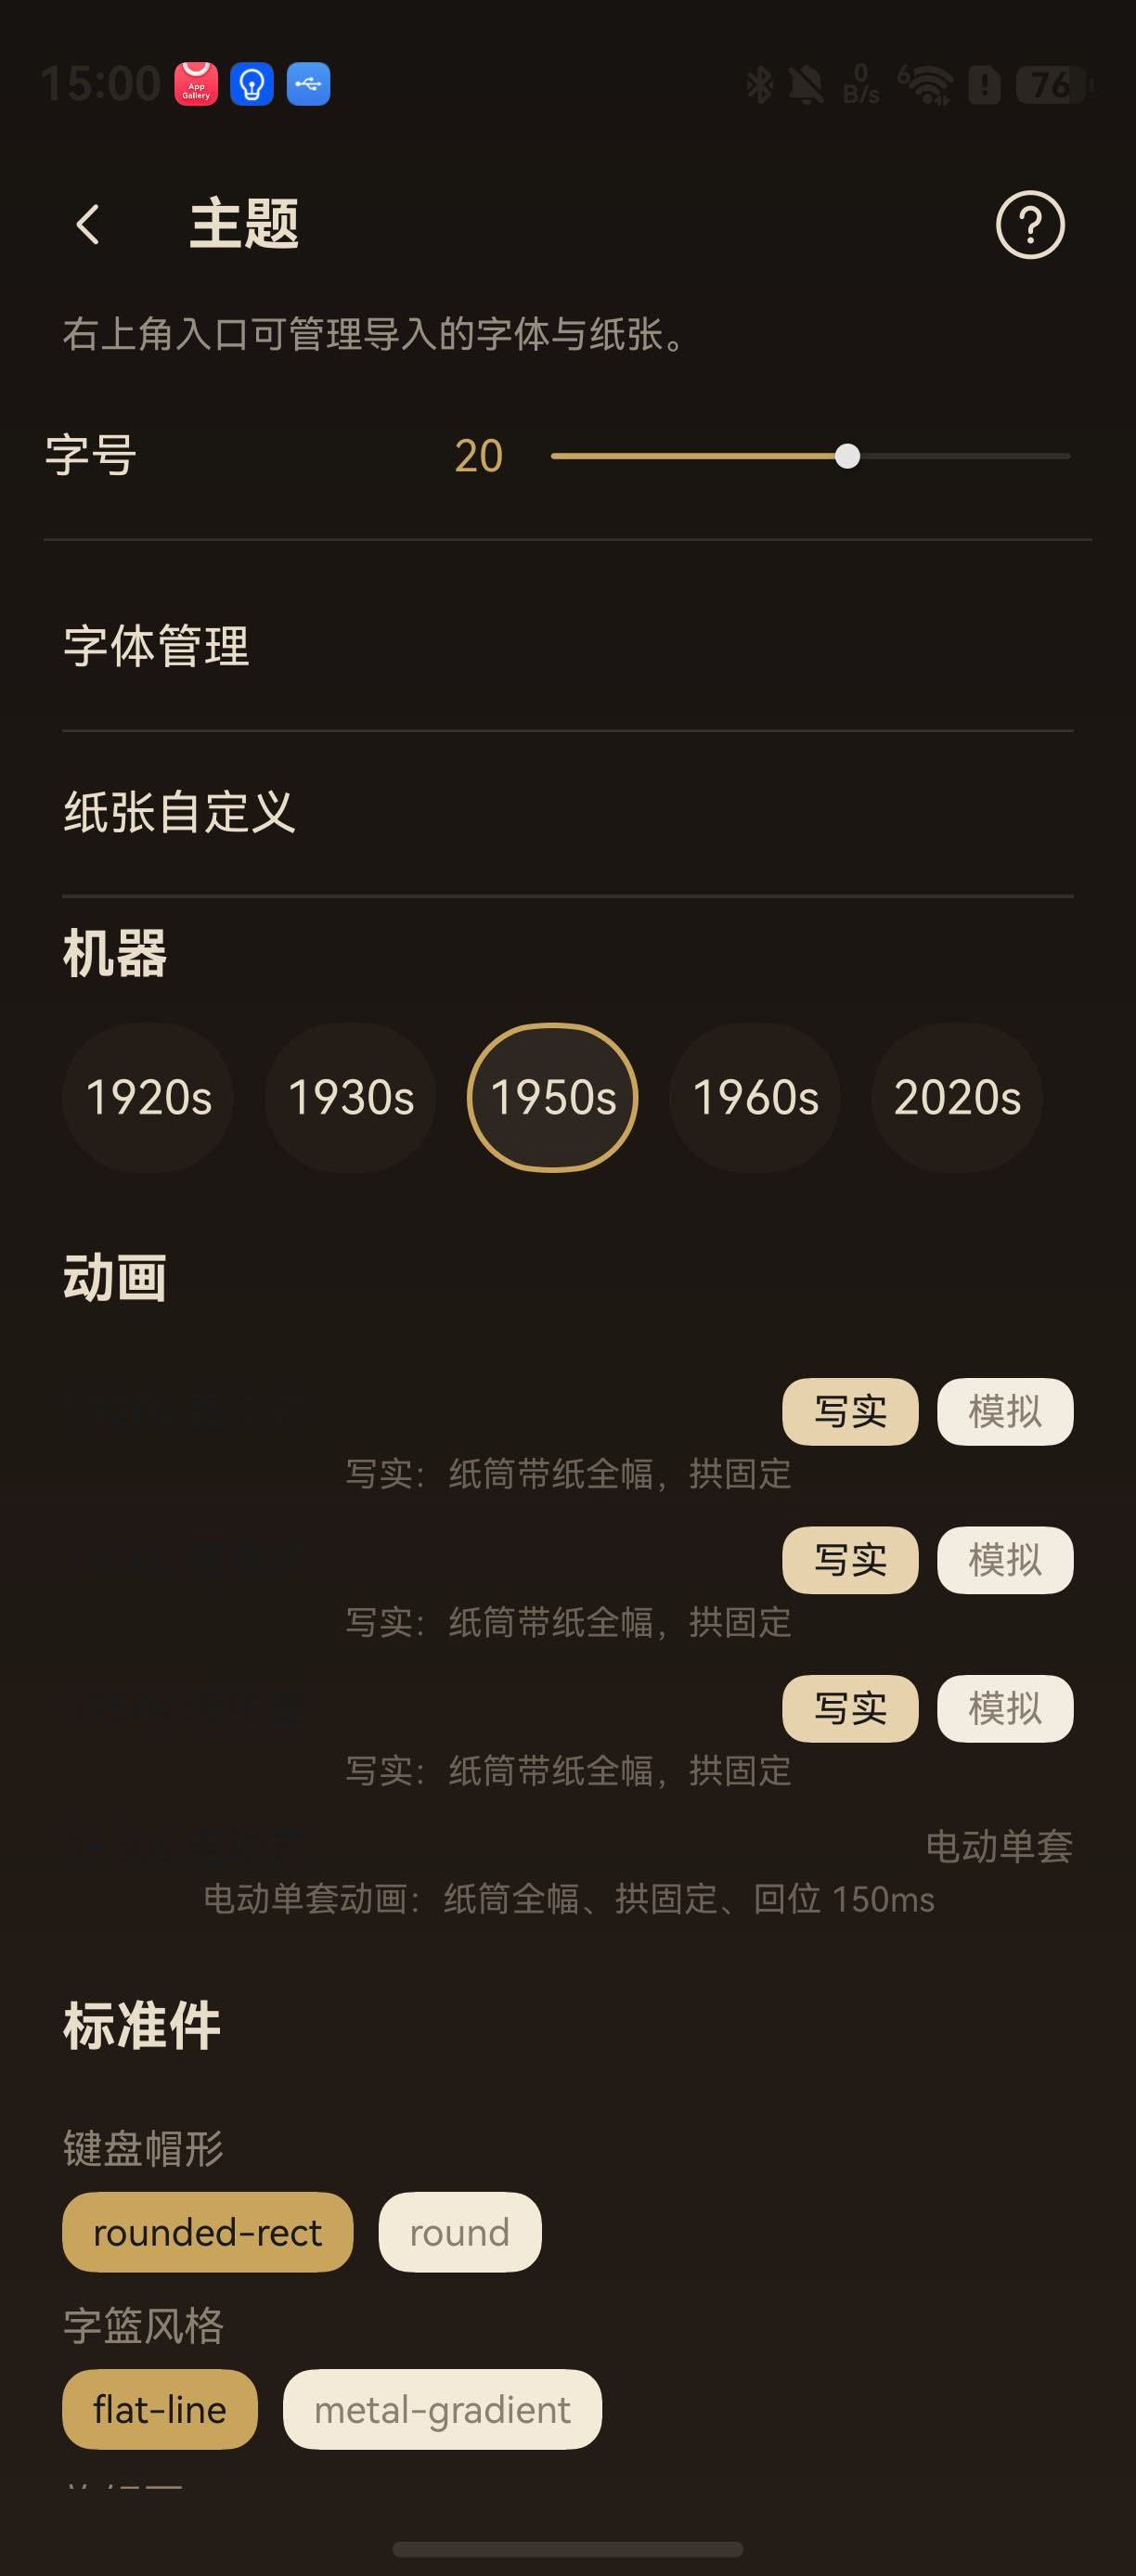 15:00
App
Gallery
0
B/s
6
76
主题
右上角入口可管理导入的字体与纸张。
字号 20
字体管理
纸张自定义
机器
1920s 1930s 1950s 1960s 2020s
动画
写实 模拟
写实：纸筒带纸全幅，拱固定
写实 模拟
写实：纸筒带纸全幅，拱固定
写实 模拟
写实：纸筒带纸全幅，拱固定
电动单套
电动单套动画：纸筒全幅、拱固定、回位 150ms
标准件
键盘帽形
rounded-rect round
字篮风格
flat-line metal-gradient